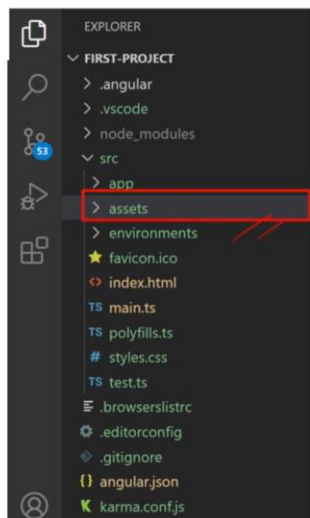 EXPLORER
FIRST-PROJECT
.angular
.vscode
node_modules
src
app
assets
environments
favicon.ico
index.html
TS main.ts
TS polyfills.ts
# styles.css
TS test.ts
.browserslistrc
.editorconfig
.gitignore
{} angular.json
K karma.conf.js
53